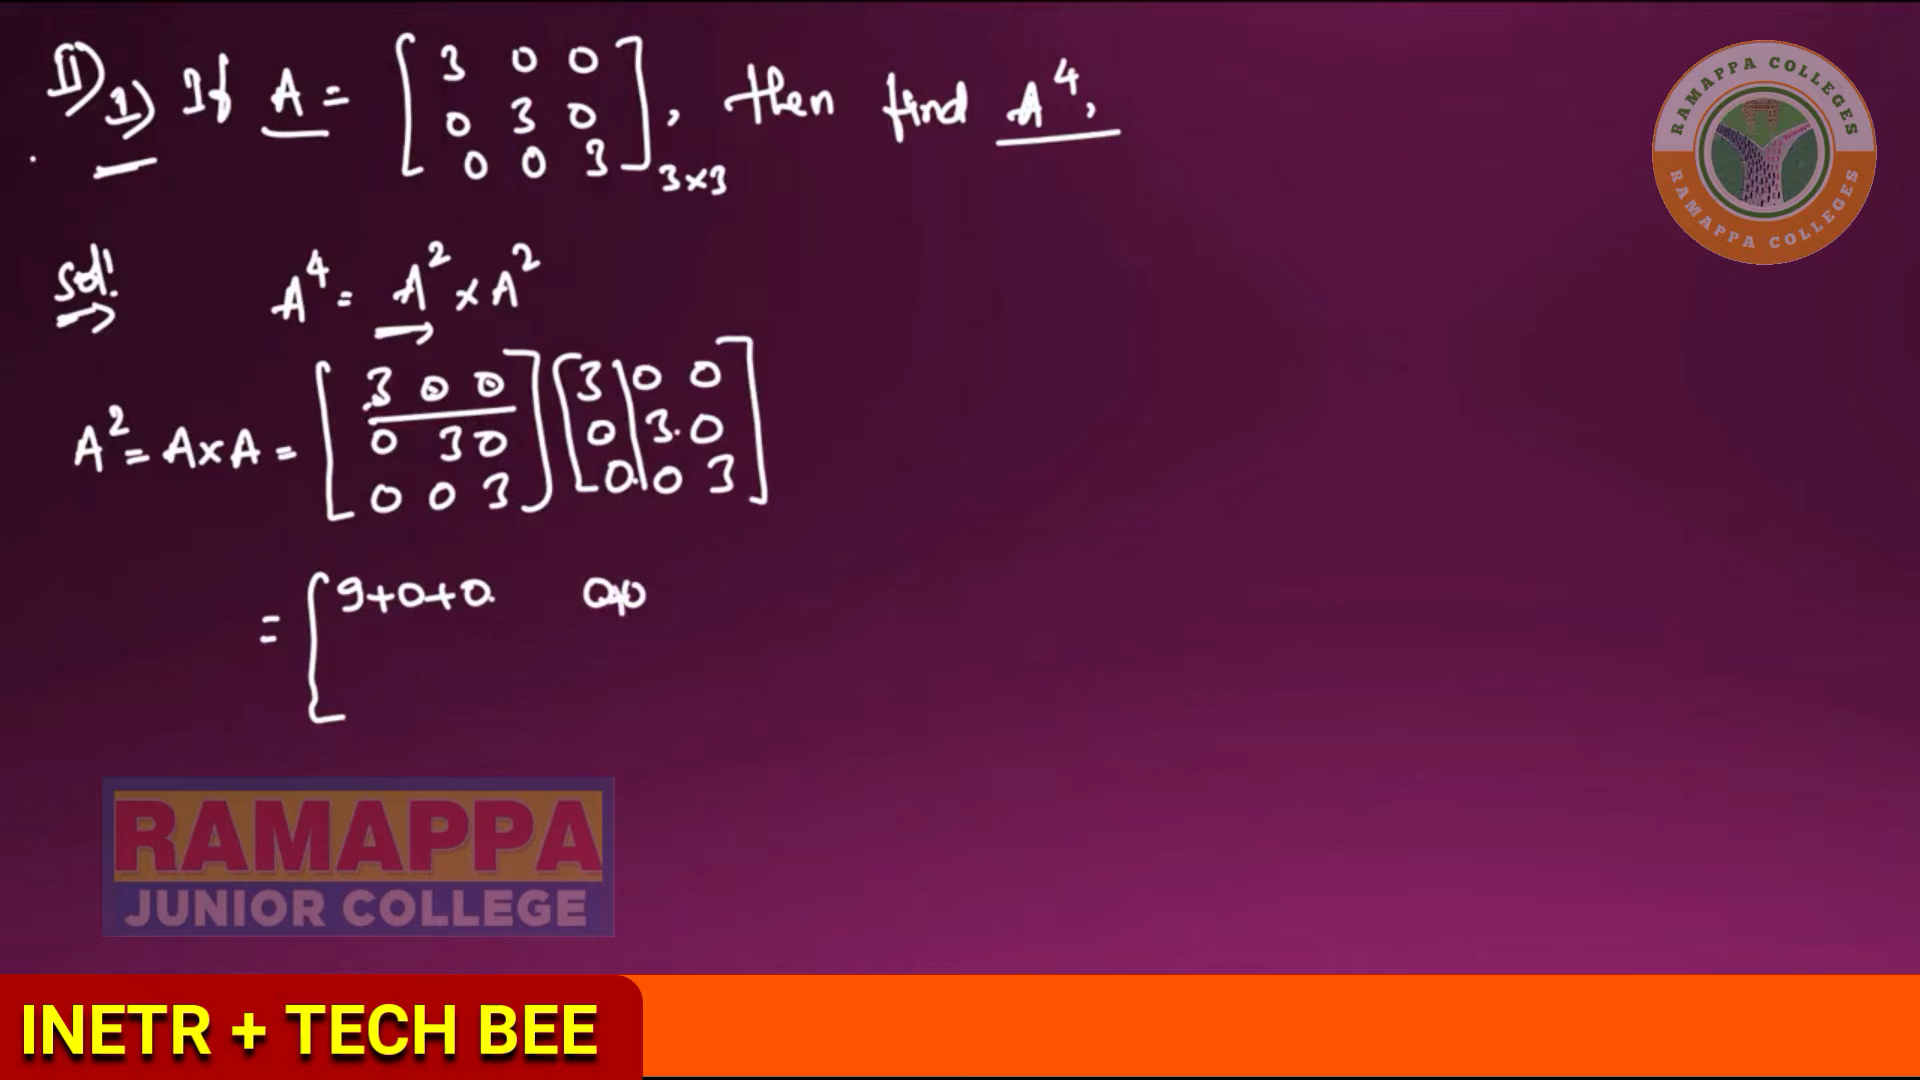 II) 1) If A = [ 3 0 0
0 3 0
0 0 3 ]3×3, then find A⁴,
Sol!
A⁴ = A² × A²
A² = A×A = [ 3 0 0 ] [ 3 0 0 ]
0 3 0 0 3.0
0 0 3 0.0 3
= [ 9+0+0. 0+0
RAMAPPA COLLEGES
RAMAPPA COLLEGES
RAMAPPA
JUNIOR COLLEGE
INETR + TECH BEE